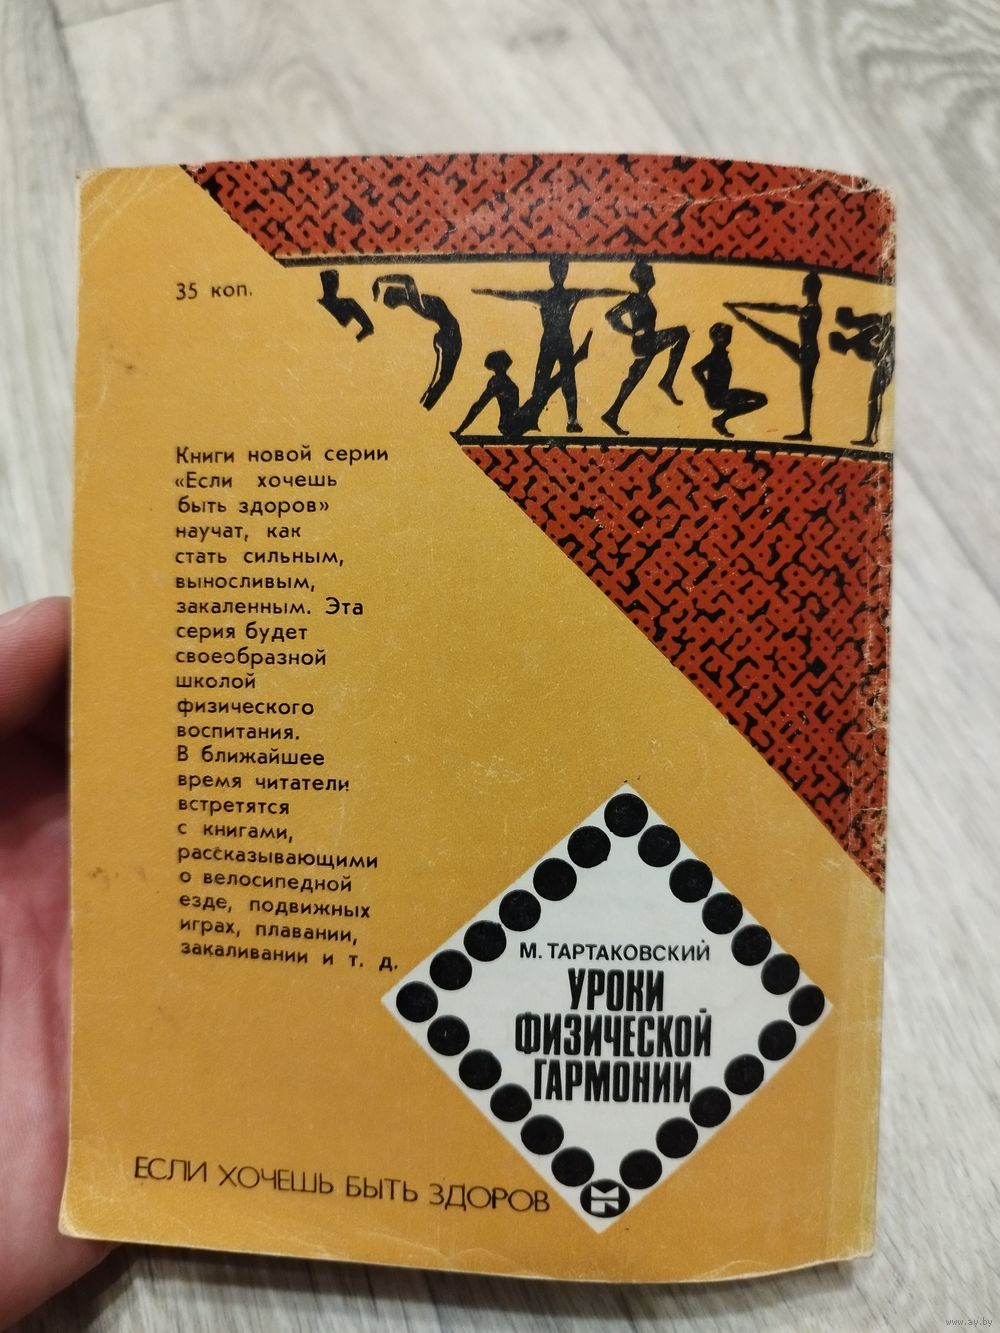 35 коп.
Книги новой серии
«Если хочешь
быть здоров»
научат, как
стать сильным,
выносливым,
закаленным. Эта
серия будет
своеобразной
школой
физического
воспитания.
В ближайшее
время читатели
встретятся
с книгами,
рассказывающими
о велосипедной
езде, подвижных
играх, плавании,
закаливании и т. д.
М. ТАРТАКОВСКИЙ
УРОКИ
ФИЗИЧЕСКОЙ
ГАРМОНИИ
ЕСЛИ ХОЧЕШЬ БЫТЬ ЗДОРОВ
www.ay.by